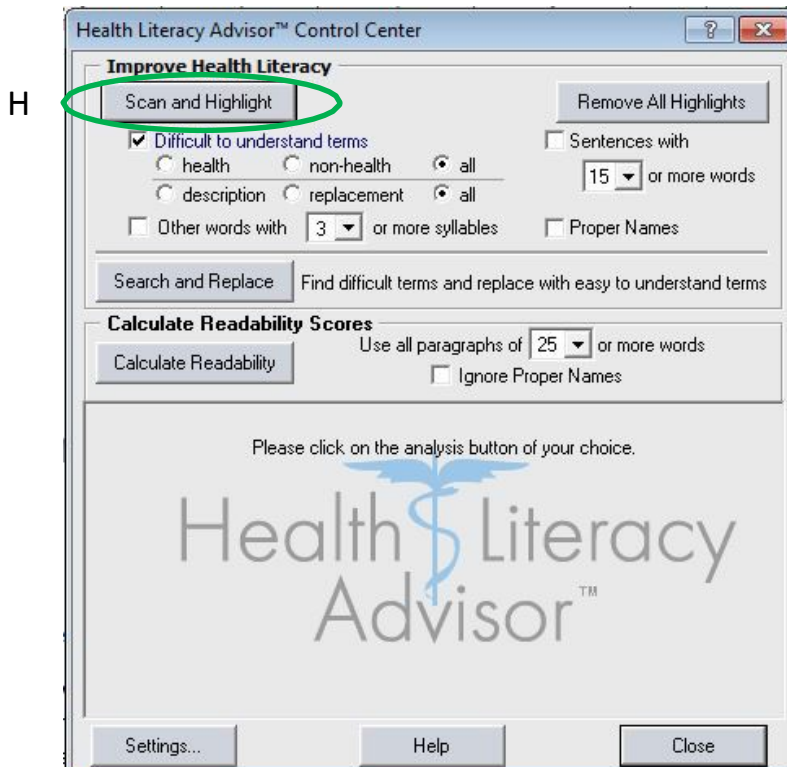 Health Literacy Advisor™ Control Center
Improve Health Literacy
H
Scan and Highlight Remove All Highlights
Difficult to understand terms Sentences with
health non-health all 15 or more words
description replacement all
Other words with 3 or more syllables Proper Names
Search and Replace Find difficult terms and replace with easy to understand terms
Calculate Readability Scores
Use all paragraphs of 25 or more words
Calculate Readability
Ignore Proper Names
Please click on the analysis button of your choice.
Health Literacy
Advisor™
Settings... Help Close